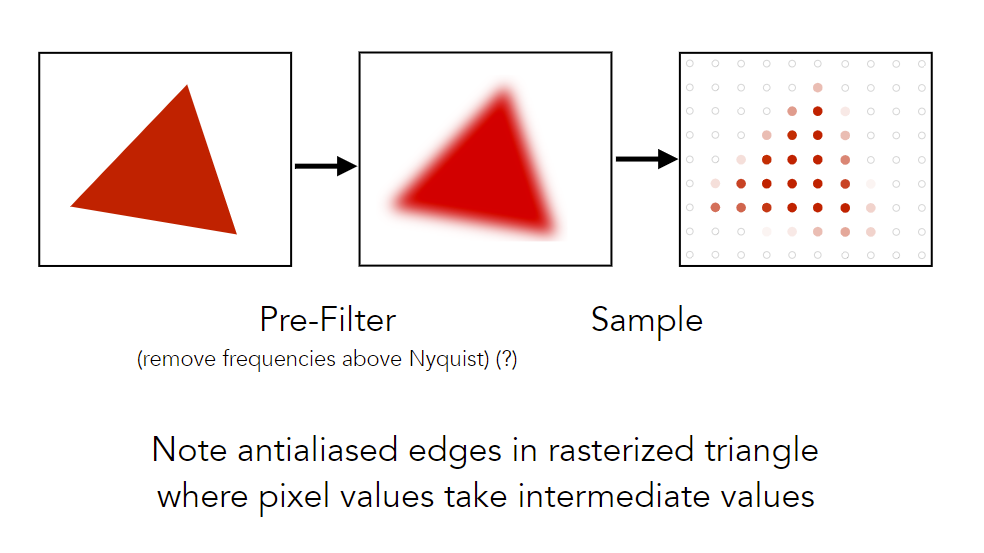 Pre-Filter
Sample
(remove frequencies above Nyquist) (?)
Note antialiased edges in rasterized triangle
where pixel values take intermediate values